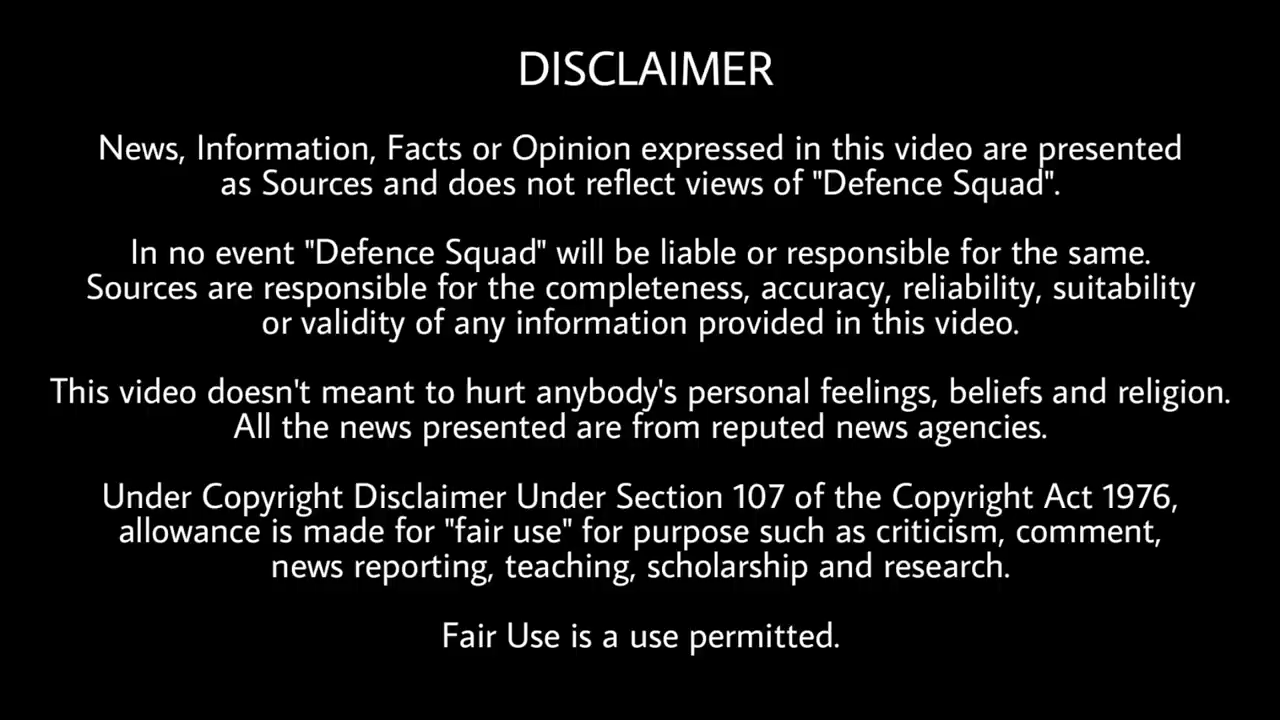 DISCLAIMER
News, Information, Facts or Opinion expressed in this video are presented
as Sources and does not reflect views of "Defence Squad".
In no event "Defence Squad" will be liable or responsible for the same.
Sources are responsible for the completeness, accuracy, reliability, suitability
or validity of any information provided in this video.
This video doesn't meant to hurt anybody's personal feelings, beliefs and religion.
All the news presented are from reputed news agencies.
Under Copyright Disclaimer Under Section 107 of the Copyright Act 1976,
allowance is made for "fair use" for purpose such as criticism, comment,
news reporting, teaching, scholarship and research.
Fair Use is a use permitted.